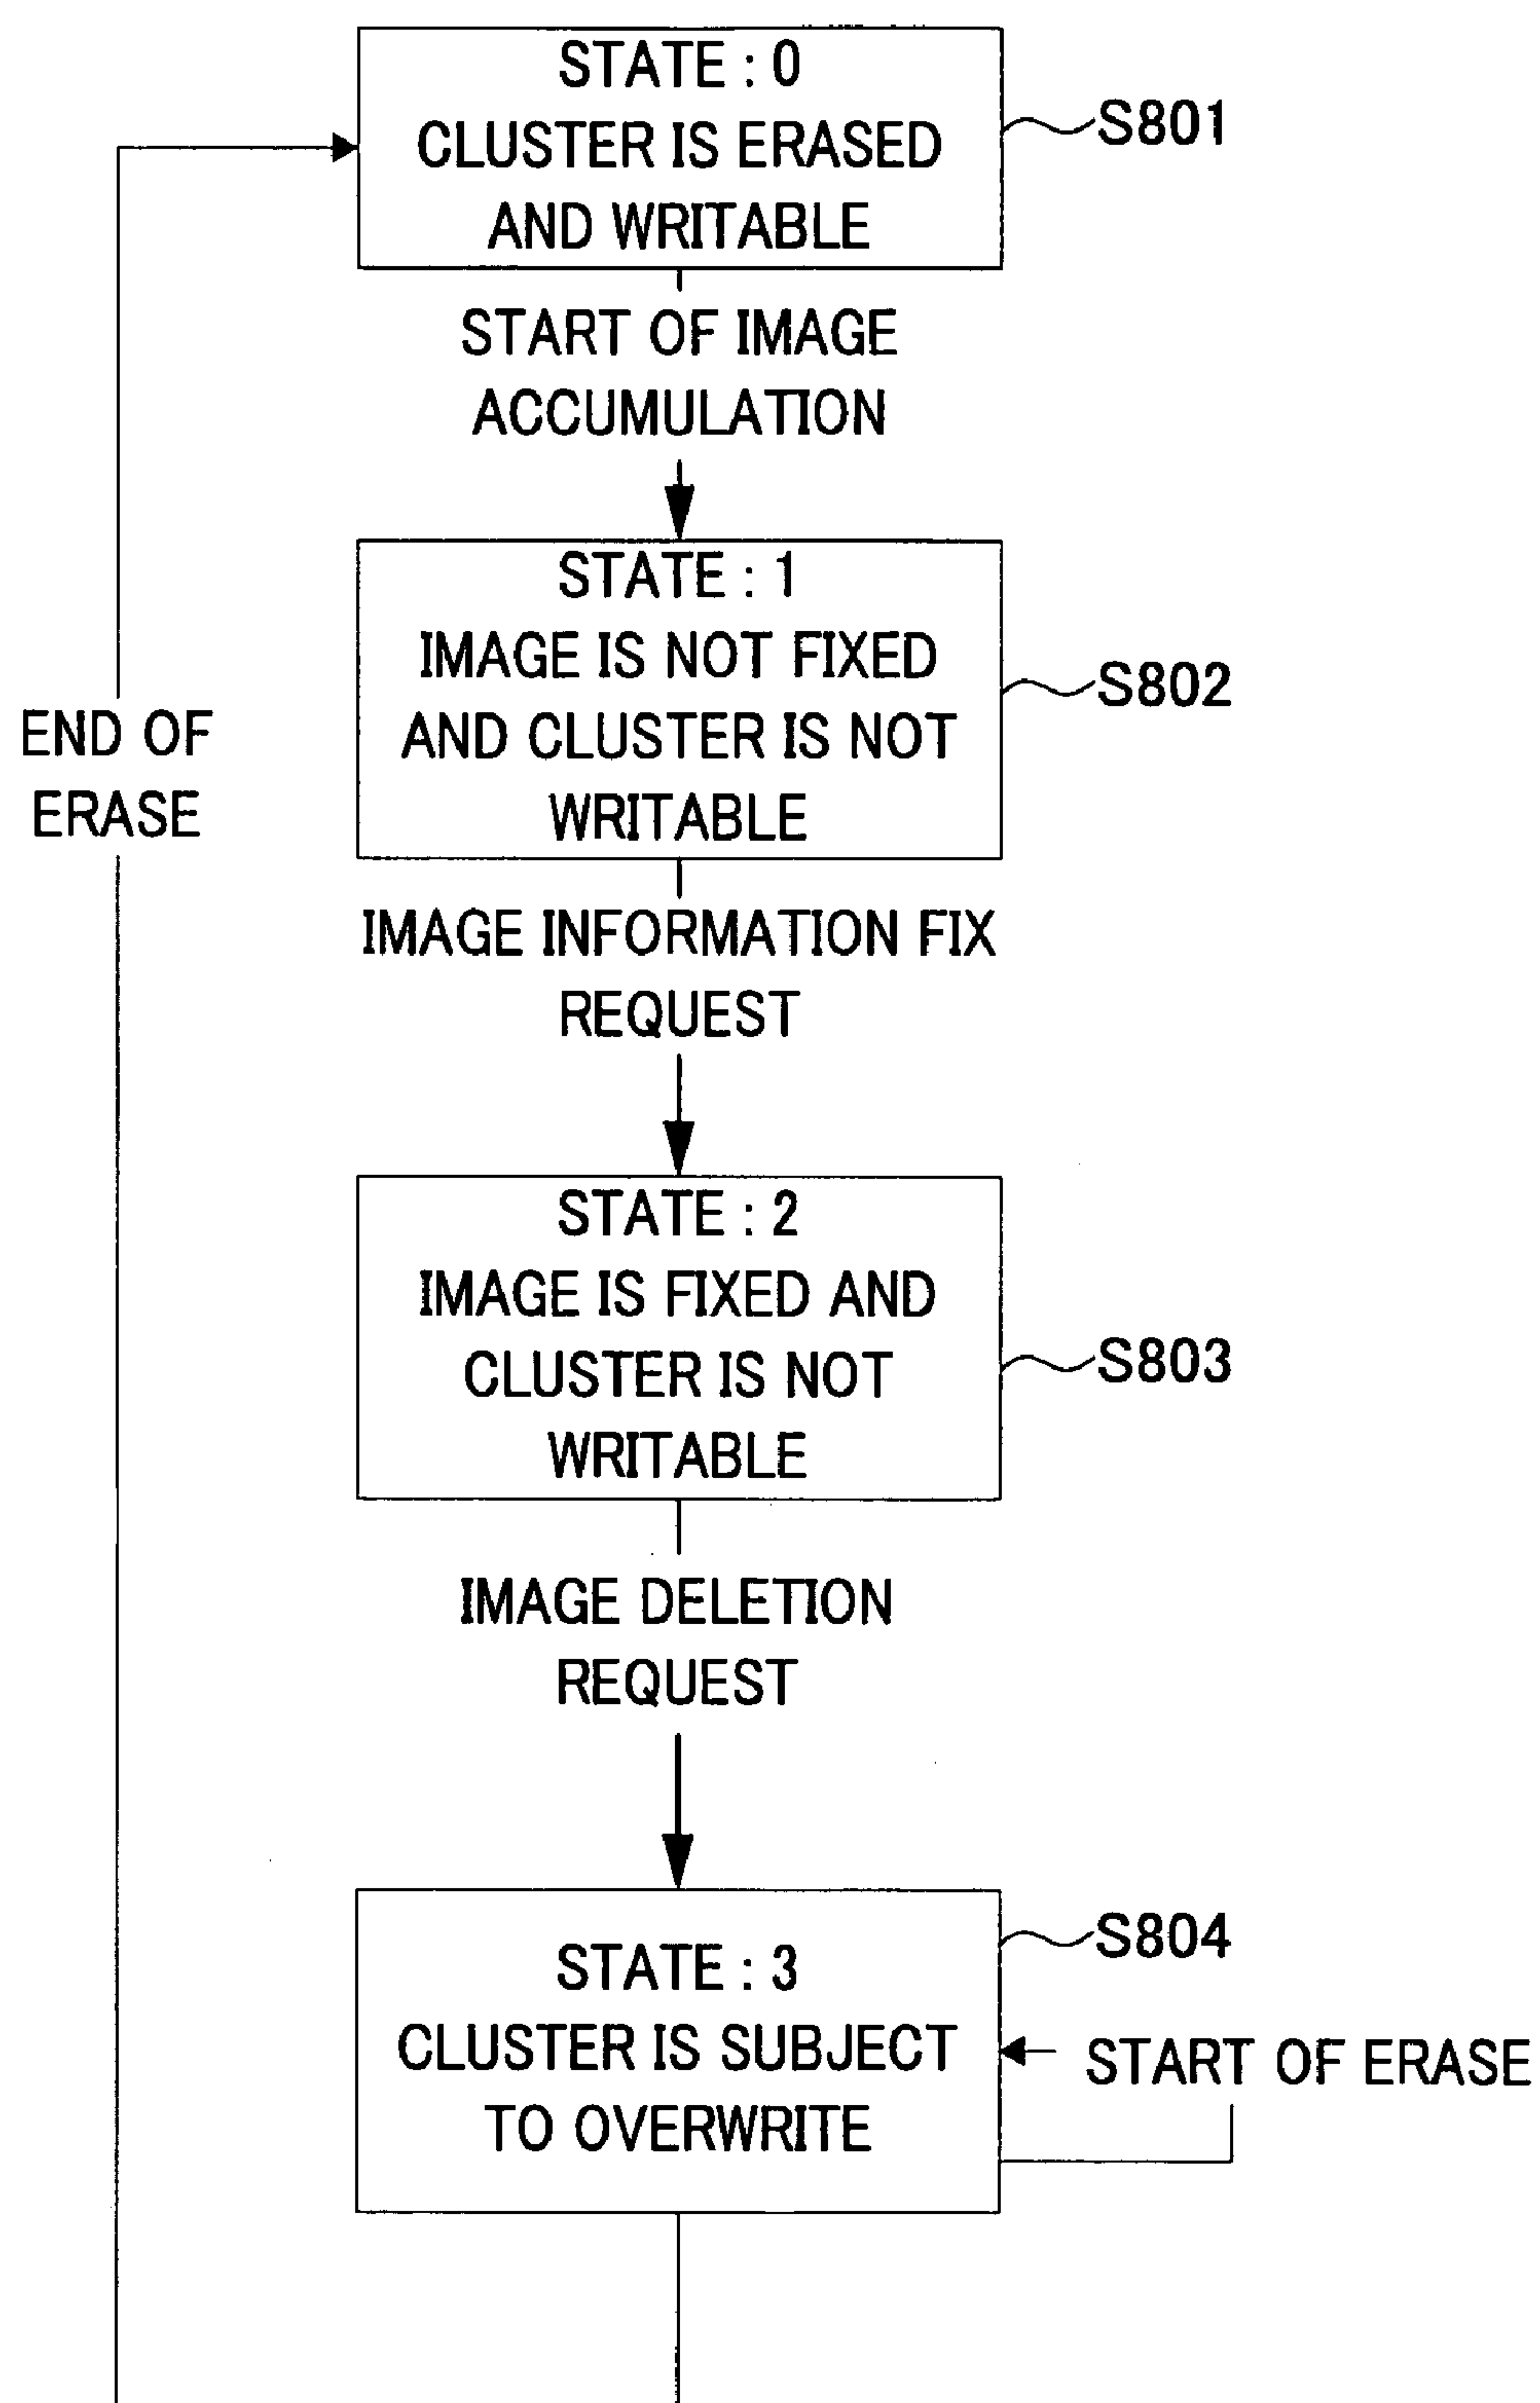 STATE : 0
CLUSTER IS ERASED
AND WRITABLE
S801
START OF IMAGE
ACCUMULATION
STATE : 1
IMAGE IS NOT FIXED
AND CLUSTER IS NOT
WRITABLE
S802
END OF
ERASE
IMAGE INFORMATION FIX
REQUEST
STATE : 2
IMAGE IS FIXED AND
CLUSTER IS NOT
WRITABLE
S803
IMAGE DELETION
REQUEST
STATE : 3
CLUSTER IS SUBJECT
TO OVERWRITE
S804
START OF ERASE